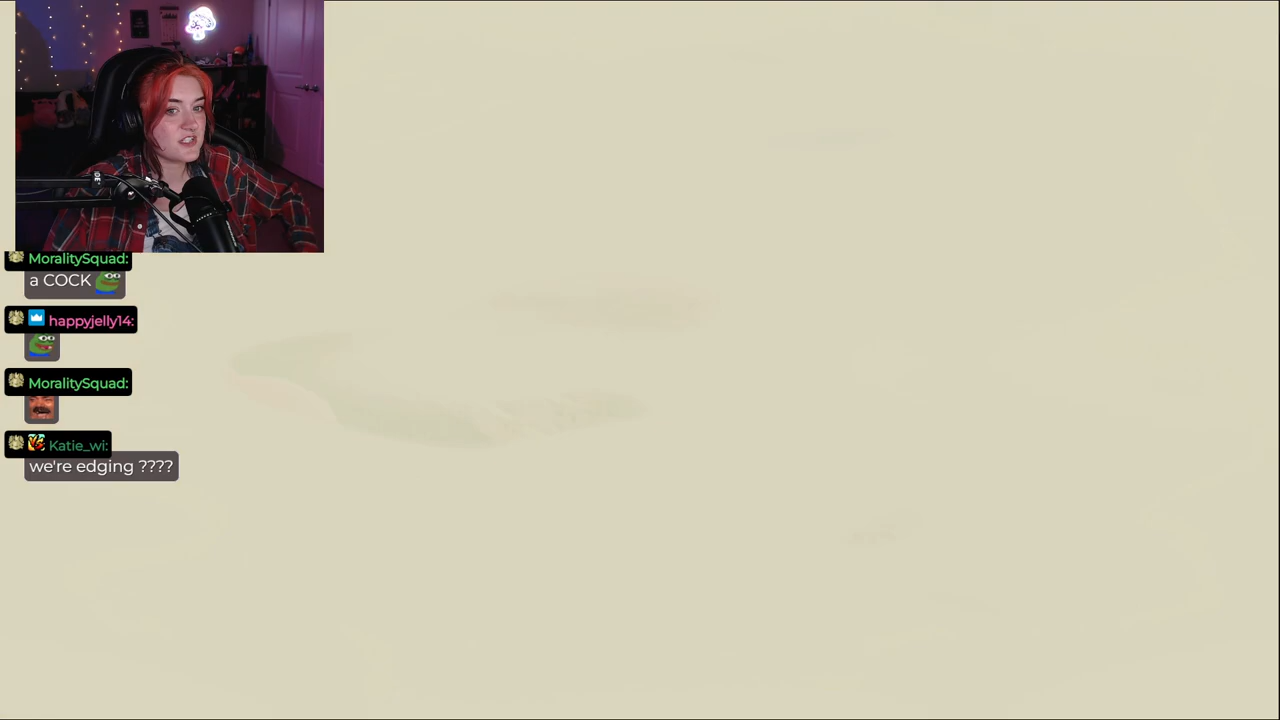 MoralitySquad:
a COCK
happyjelly14:
MoralitySquad:
Katie_wi:
we're edging ????